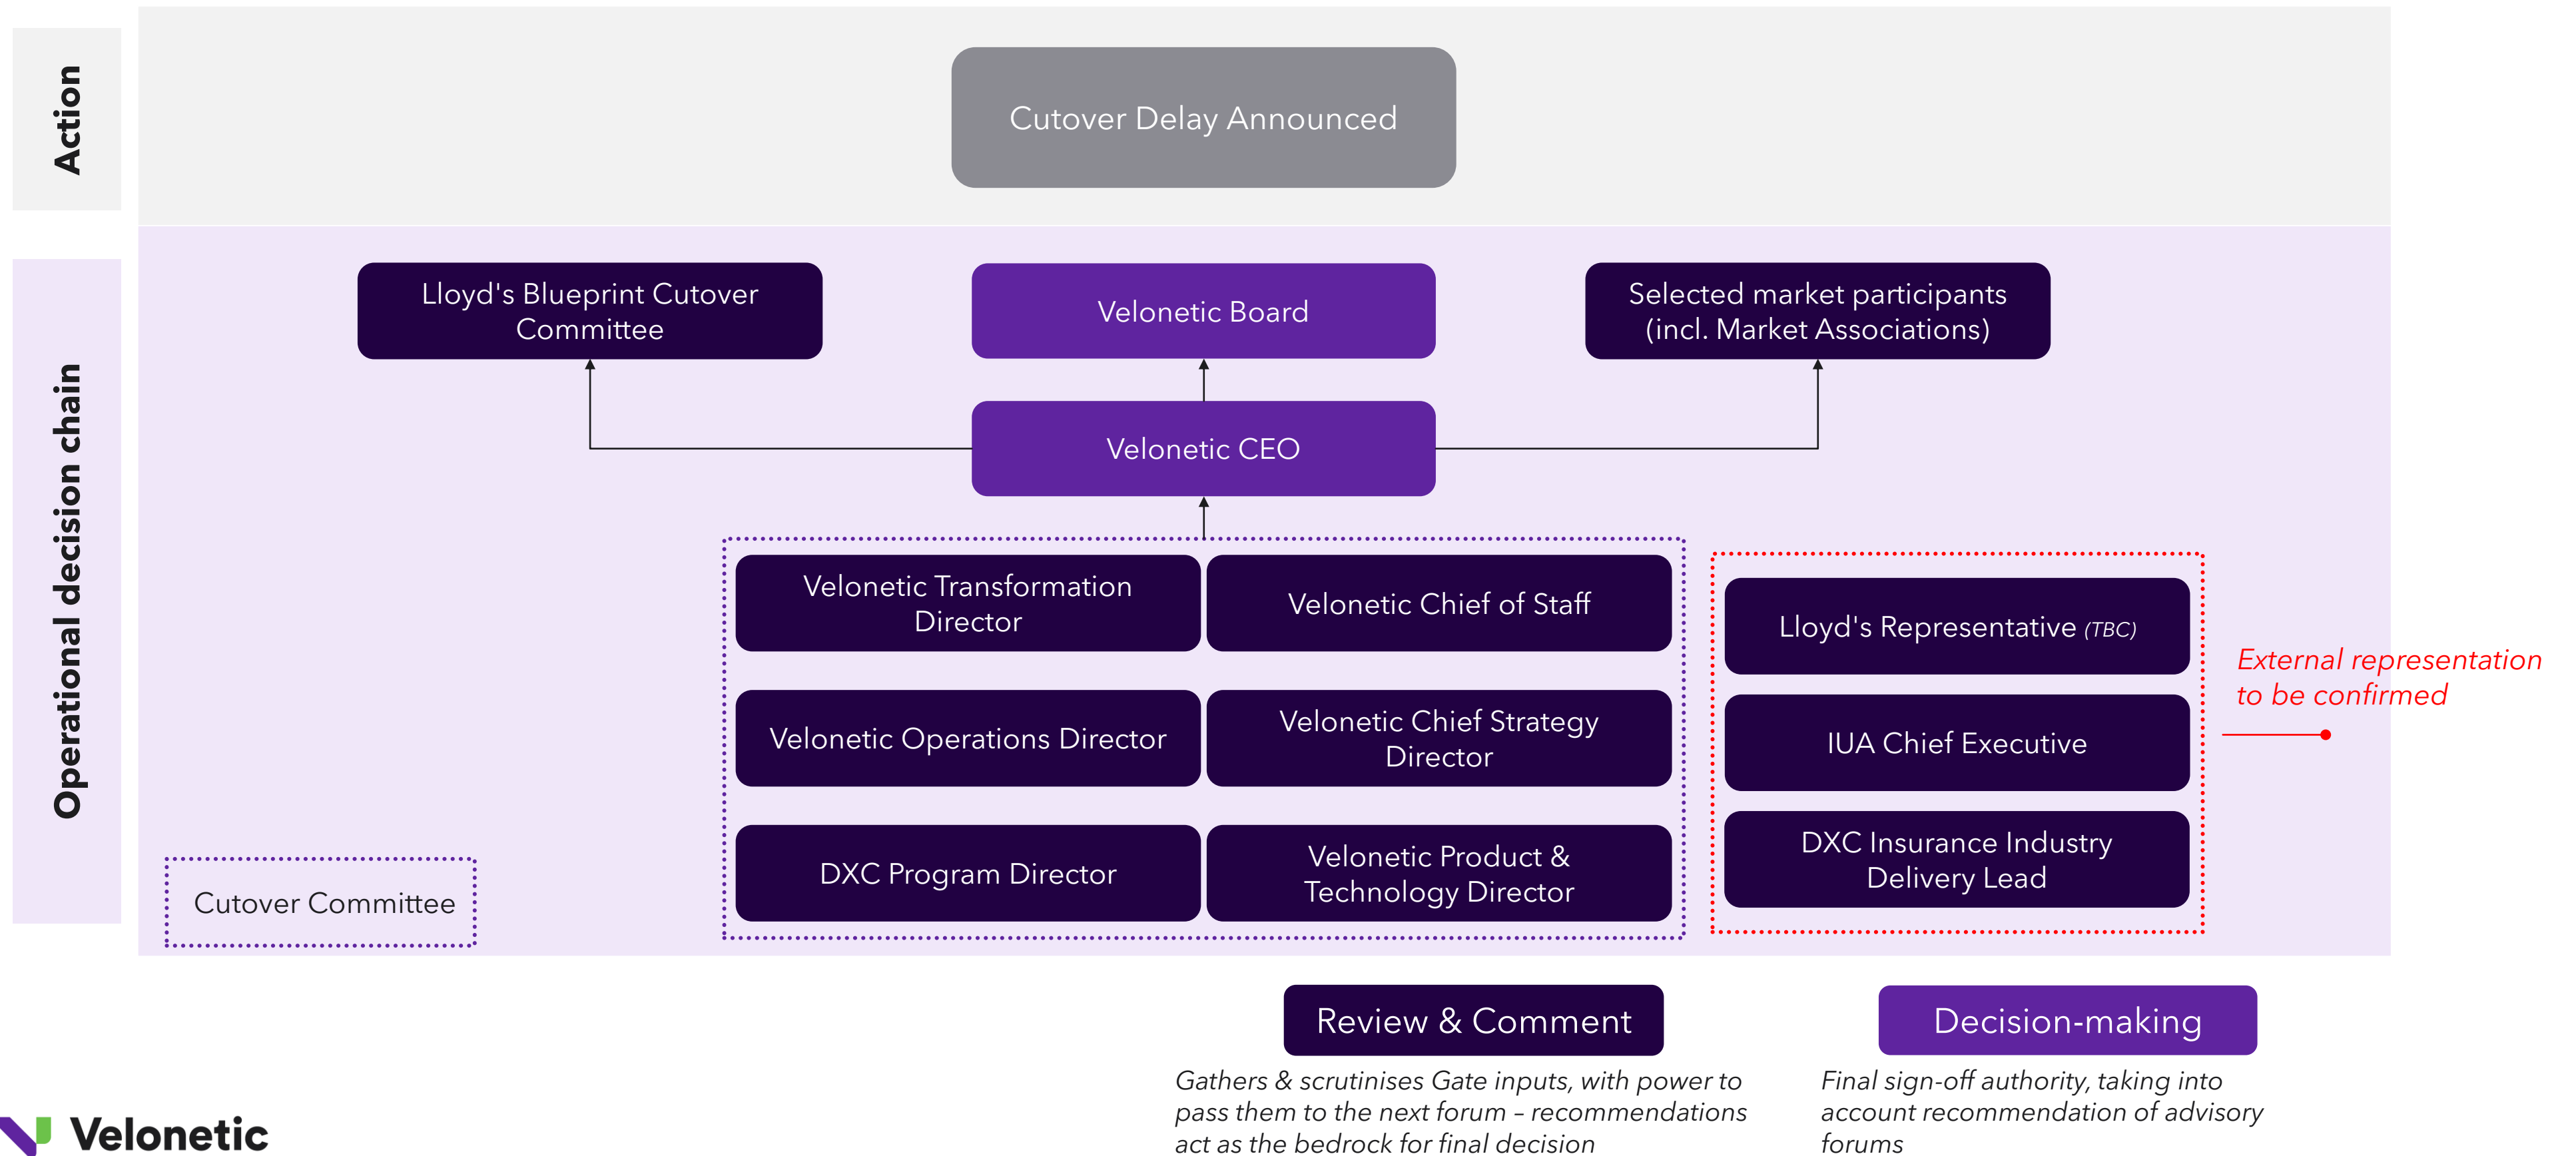 Action
Cutover Delay Announced
Operational decision chain
Lloyd's Blueprint Cutover
Committee
Velonetic Board
Selected market participants
(incl. Market Associations)
Velonetic CEO
Velonetic Transformation
Director
Velonetic Chief of Staff
Velonetic Operations Director
Velonetic Chief Strategy
Director
DXC Program Director
Velonetic Product &
Technology Director
Lloyd's Representative (TBC)
IUA Chief Executive
DXC Insurance Industry
Delivery Lead
External representation
to be confirmed
Cutover Committee
Review & Comment
Gathers & scrutinises Gate inputs, with power to
pass them to the next forum – recommendations
act as the bedrock for final decision
Decision-making
Final sign-off authority, taking into
account recommendation of advisory
forums
Velonetic